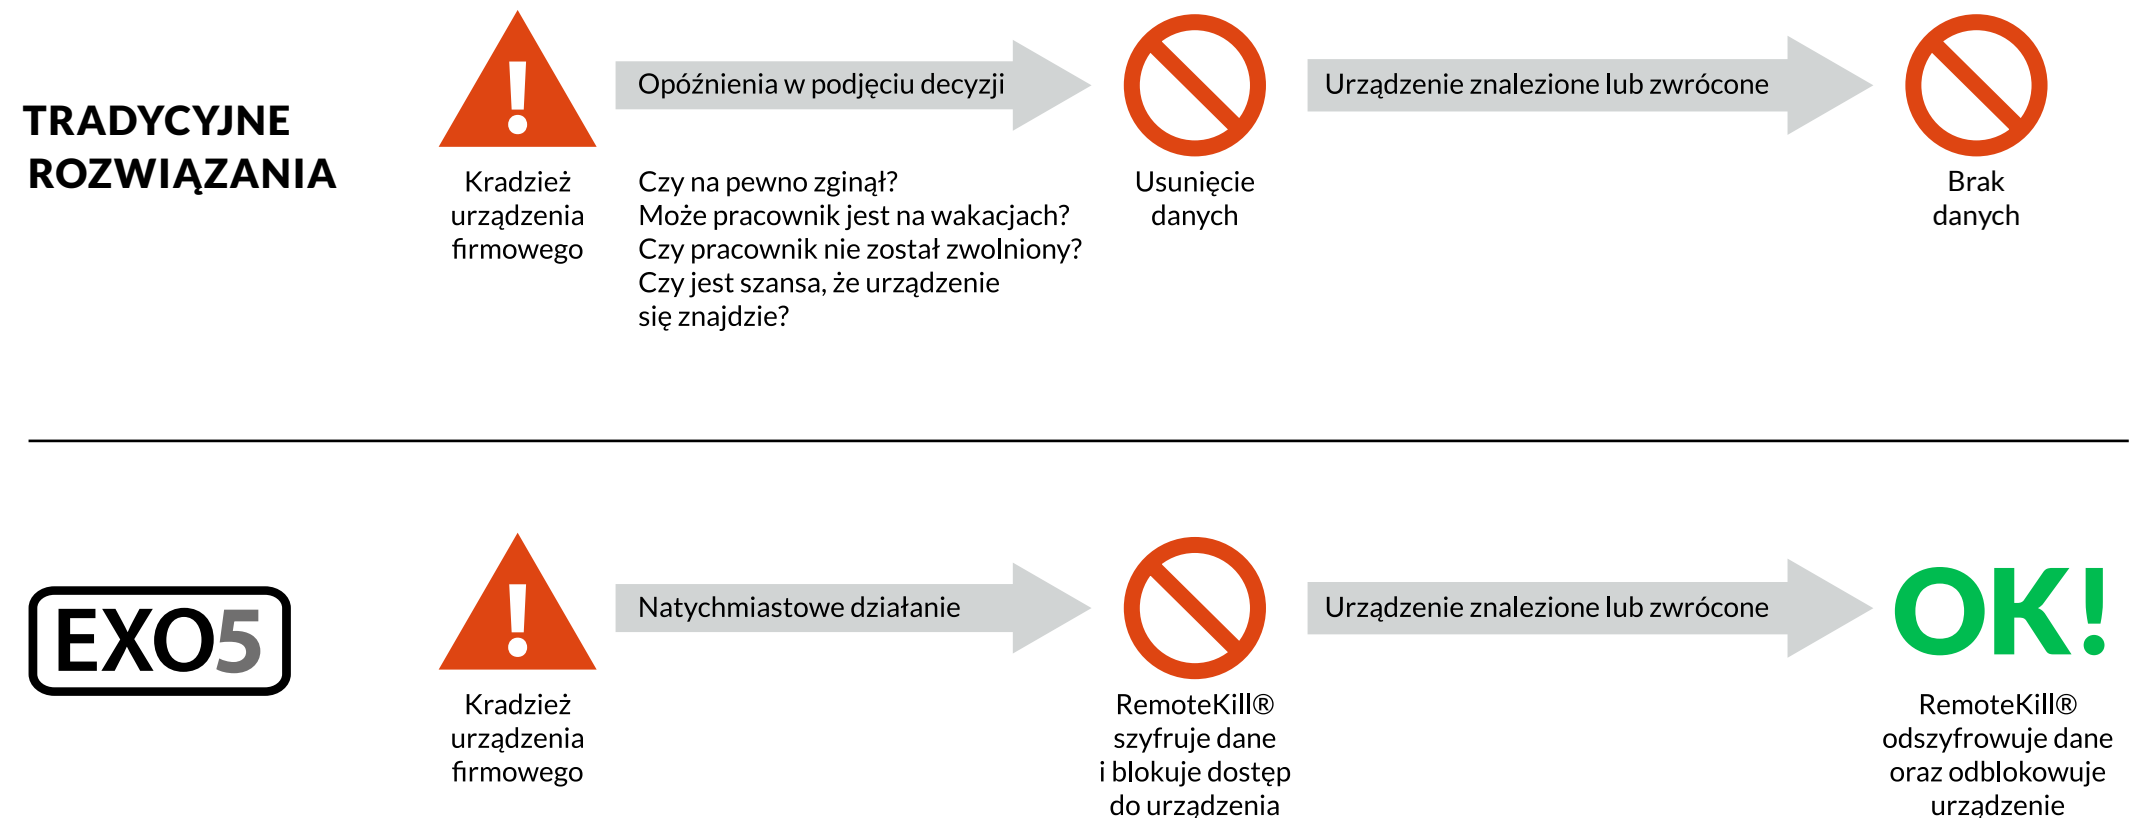 TRADYCYJNE
ROZWIĄZANIA
!
Kradzież
urządzenia
firmowego
Opóźnienia w podjęciu decyzji
Czy na pewno zginął?
Może pracownik jest na wakacjach?
Czy pracownik nie został zwolniony?
Czy jest szansa, że urządzenie
się znajdzie?
Usunięcie
danych
Urządzenie znalezione lub zwrócone
Brak
danych
EXO5
!
Kradzież
urządzenia
firmowego
Natychmiastowe działanie
RemoteKill®
szyfruje dane
i blokuje dostęp
do urządzenia
Urządzenie znalezione lub zwrócone
OK!
RemoteKill®
odszyfrowuje dane
oraz odblokowuje
urządzenie